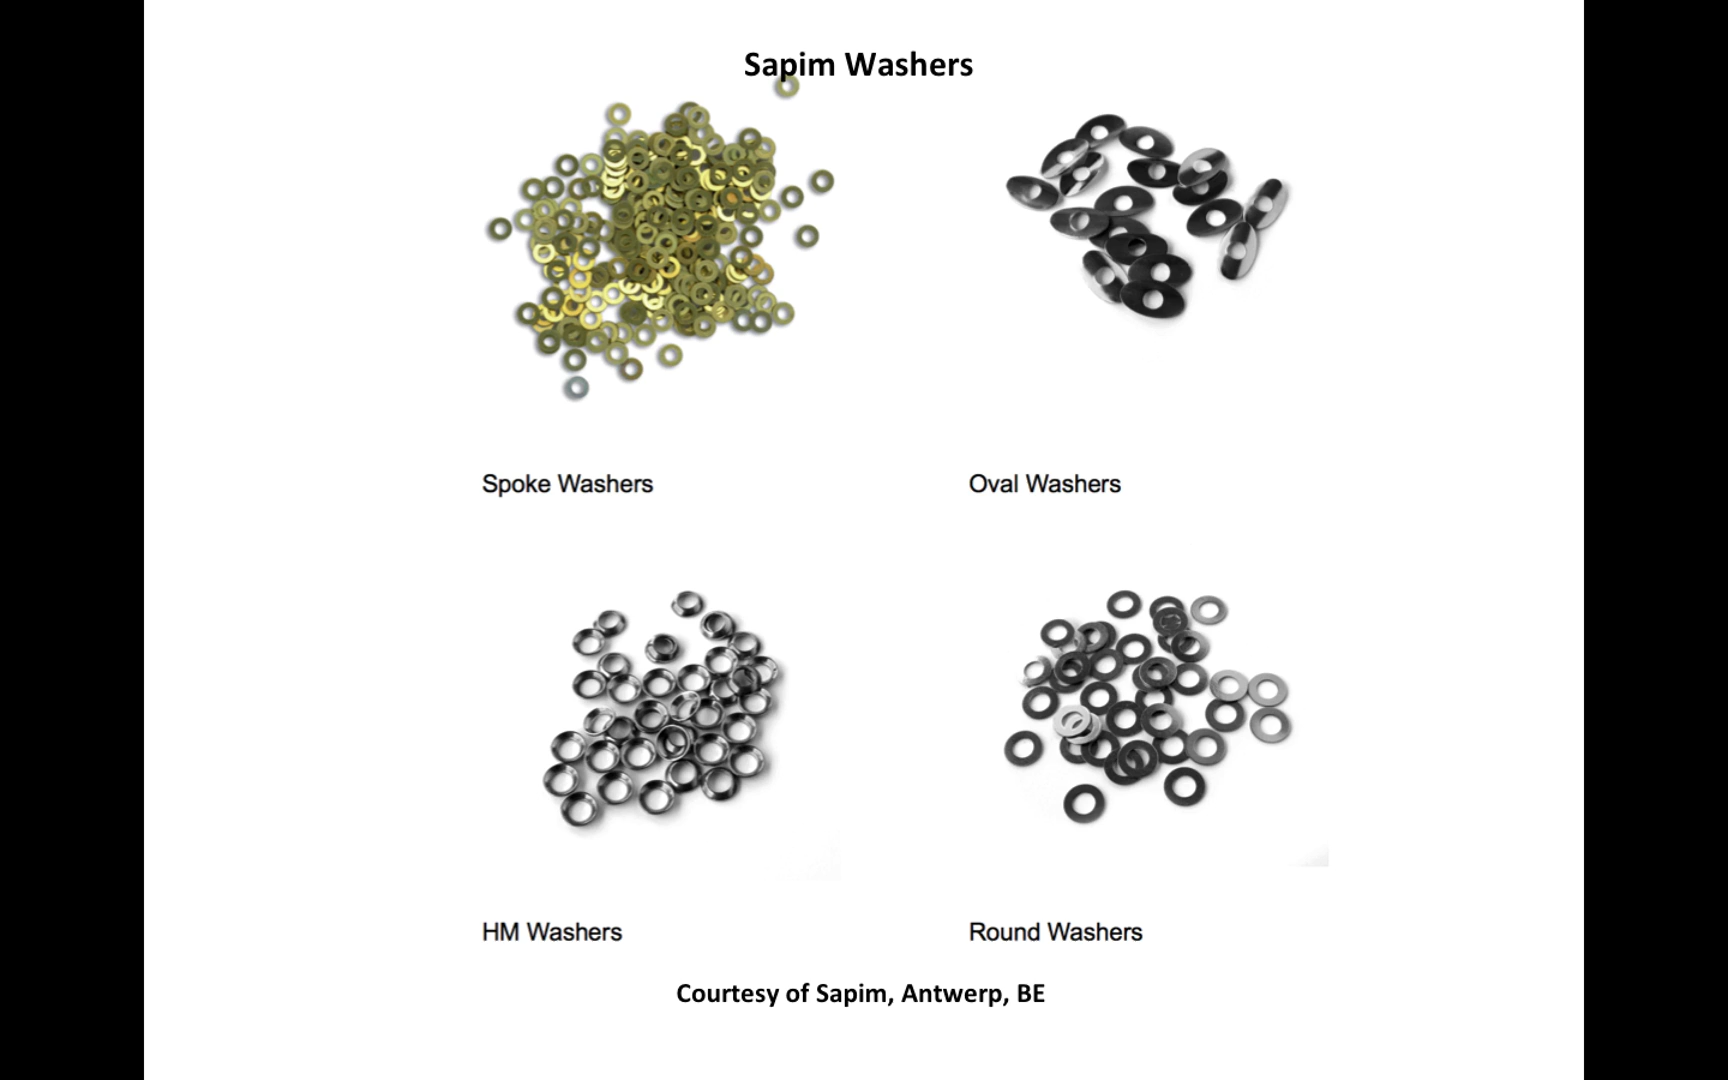 Sapim Washers
Spoke Washers
Oval Washers
HM Washers
Round Washers
Courtesy of Sapim, Antwerp, BE